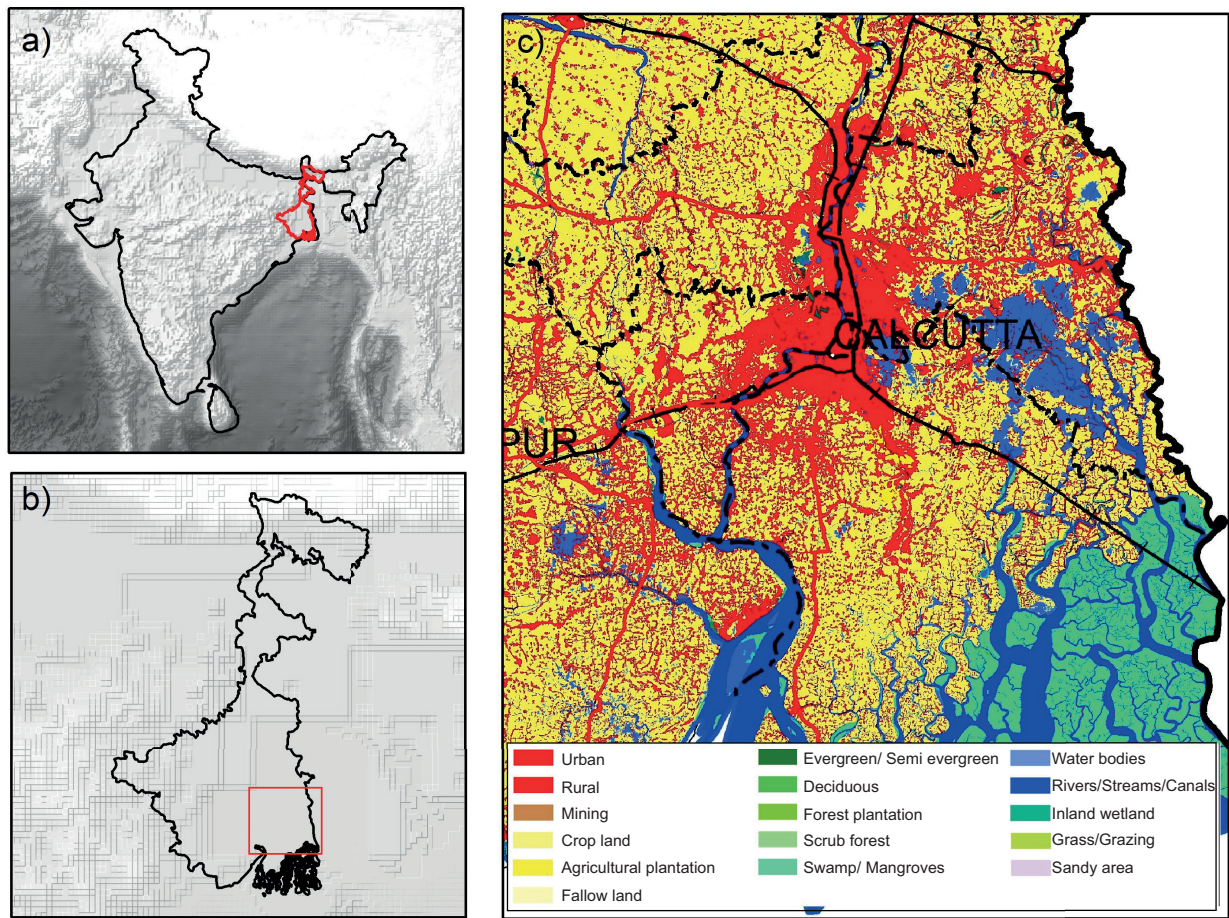 a)
b)
c)
CALCUTTA
PUR
Urban
Rural
Mining
Crop land
Agricultural plantation
Fallow land
Evergreen/ Semi evergreen
Deciduous
Forest plantation
Scrub forest
Swamp/ Mangroves
Water bodies
Rivers/Streams/Canals
Inland wetland
Grass/Grazing
Sandy area